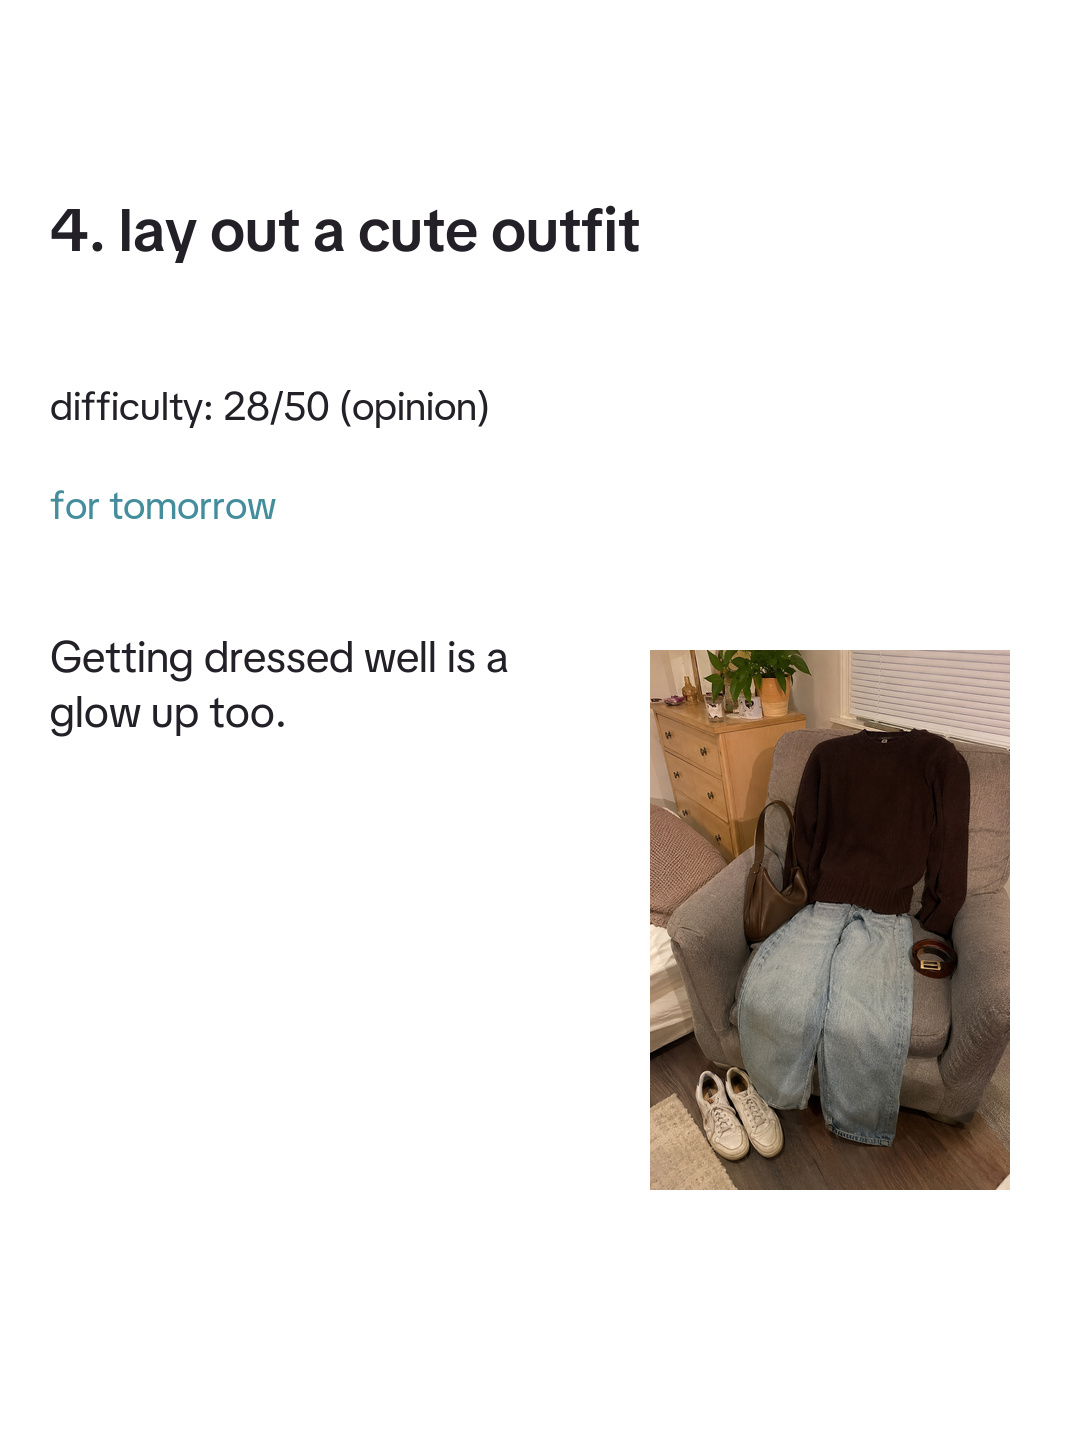 4. lay out a cute outfit
difficulty: 28/50 (opinion)
for tomorrow
Getting dressed well is a
glow up too.